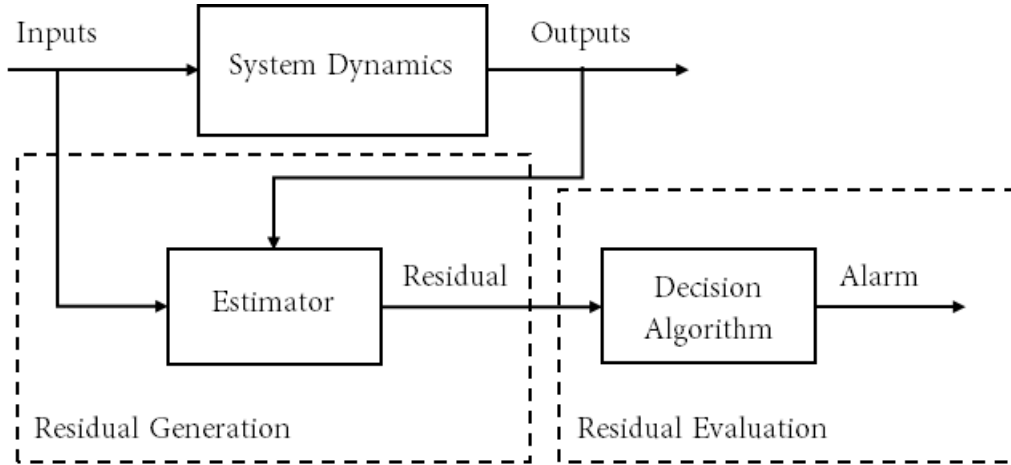 Inputs
System Dynamics
Outputs
Estimator
Residual
Decision
Algorithm
Alarm
Residual Generation
Residual Evaluation